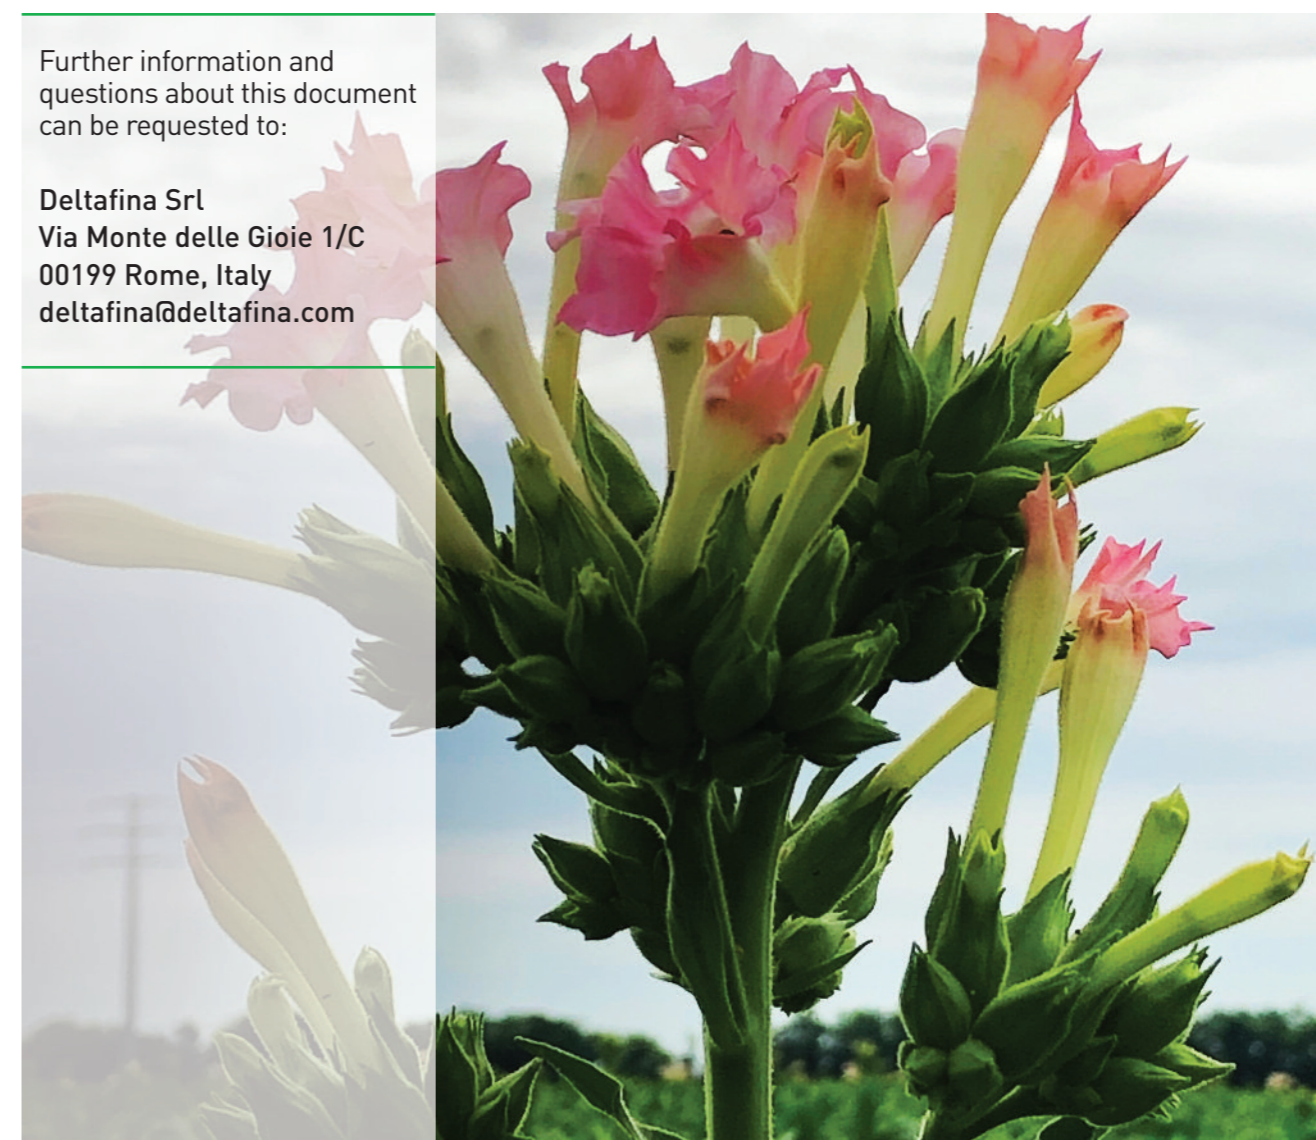 Further information and
questions about this document
can be requested to:
Deltafina Srl
Via Monte delle Gioie 1/C
00199 Rome, Italy
deltafina@deltafina.com